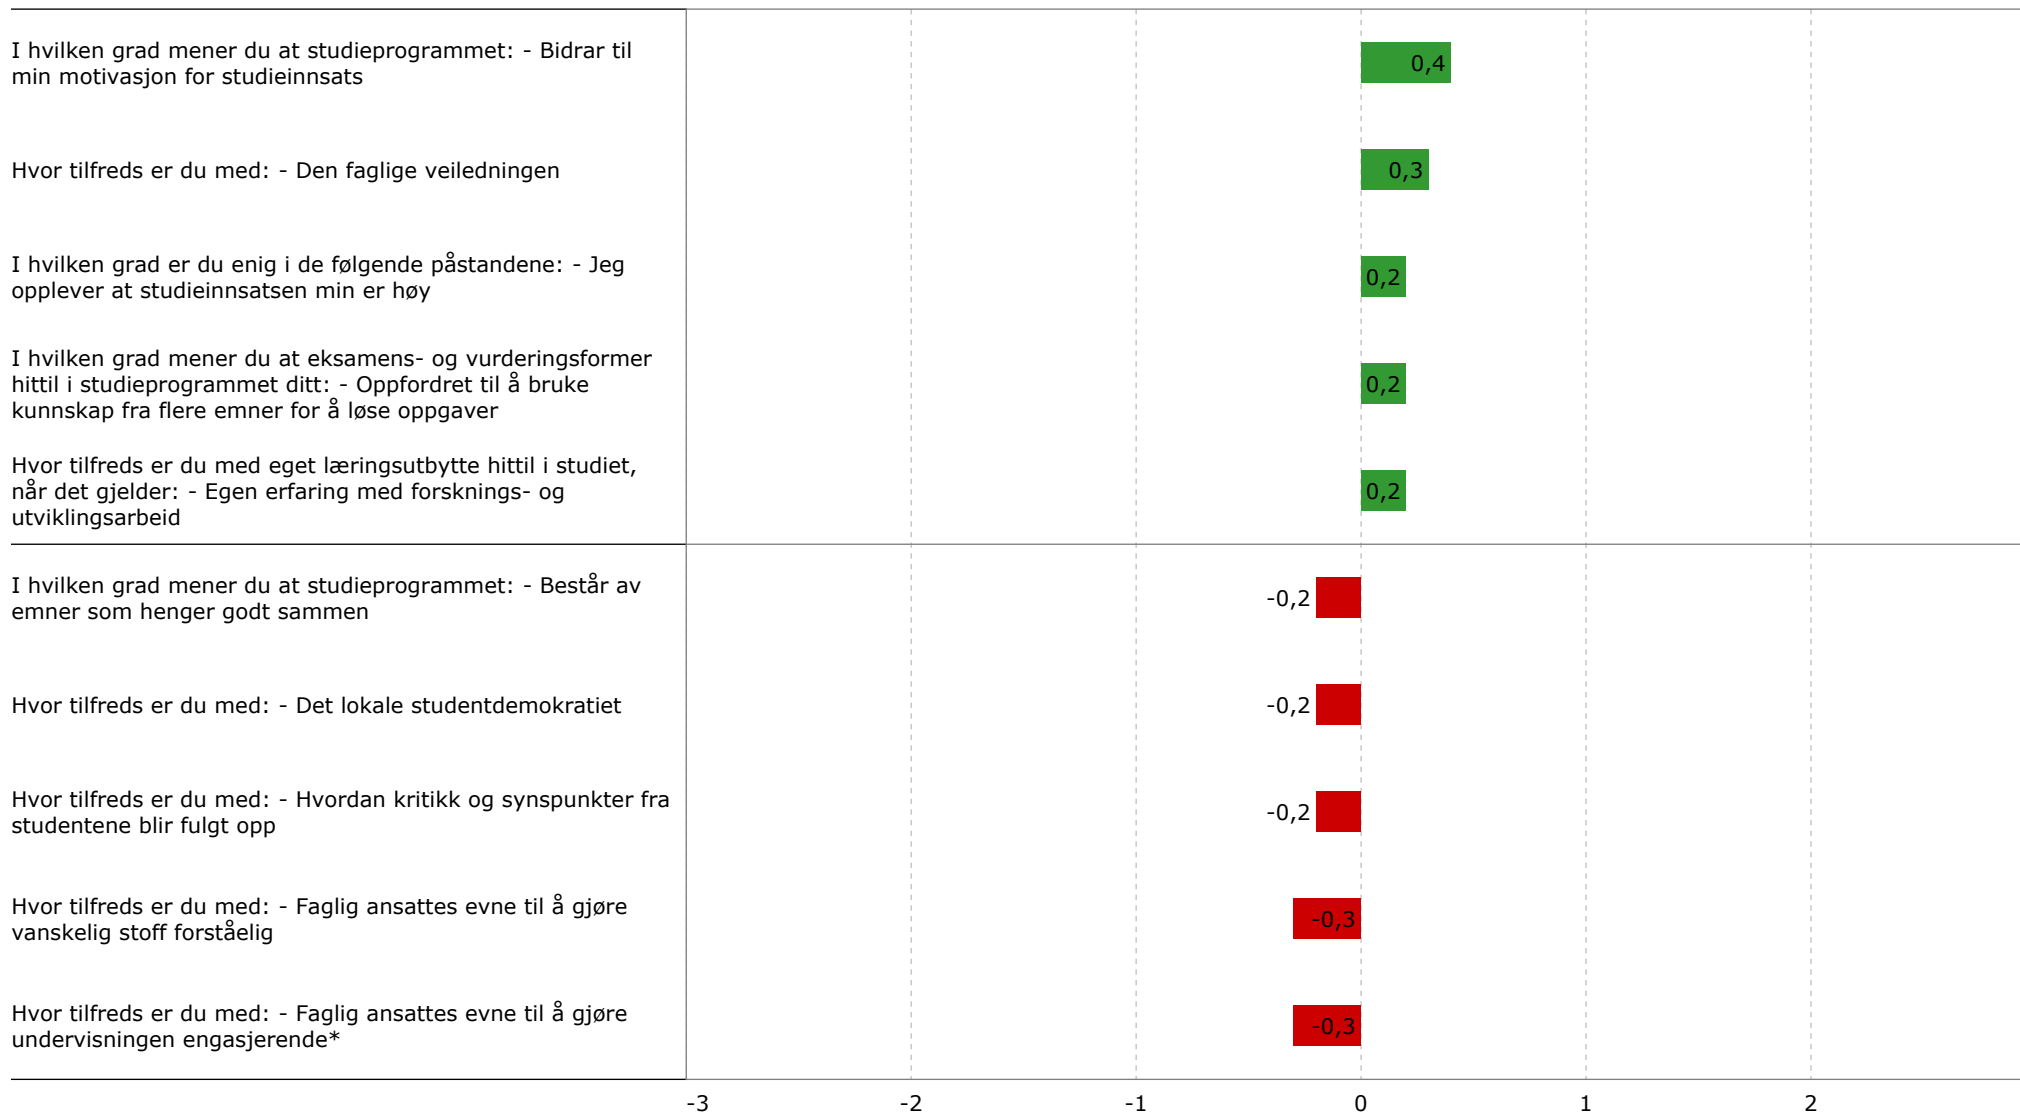 I hvilken grad mener du at studieprogrammet: - Bidrar til
min motivasjon for studieinnsats
0,4
Hvor tilfreds er du med: - Den faglige veiledningen
0,3
I hvilken grad er du enig i de følgende påstandene: - Jeg
opplever at studieinnsatsen min er høy
0,2
I hvilken grad mener du at eksamens- og vurderingsformer
hittil i studieprogrammet ditt: - Oppfordret til å bruke
kunnskap fra flere emner for å løse oppgaver
0,2
Hvor tilfreds er du med eget læringsutbytte hittil i studiet,
når det gjelder: - Egen erfaring med forsknings- og
utviklingsarbeid
0,2
I hvilken grad mener du at studieprogrammet: - Består av
emner som henger godt sammen
-0,2
Hvor tilfreds er du med: - Det lokale studentdemokratiet
-0,2
Hvor tilfreds er du med: - Hvordan kritikk og synspunkter fra
studentene blir fulgt opp
-0,2
Hvor tilfreds er du med: - Faglig ansattes evne til å gjøre
vanskelig stoff forståelig
-0,3
Hvor tilfreds er du med: - Faglig ansattes evne til å gjøre
undervisningen engasjerende*
-0,3
-3 -2 -1 0 1 2